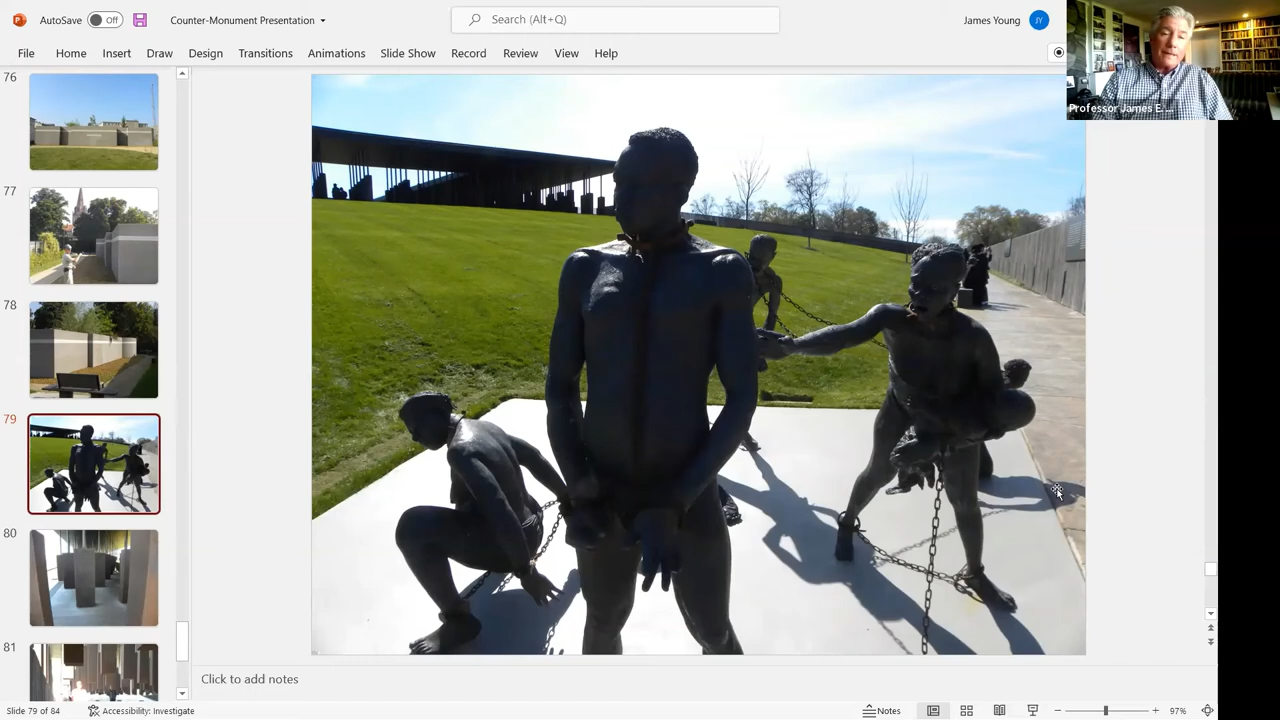 AutoSave Off Counter-Monument Presentation Search (Alt+Q) James Young JY
File Home Insert Draw Design Transitions Animations Slide Show Record Review View Help
Professor James E. ...
76
77
78
79
80
81
Click to add notes
Slide 79 of 84 Accessibility: Investigate Notes 97%